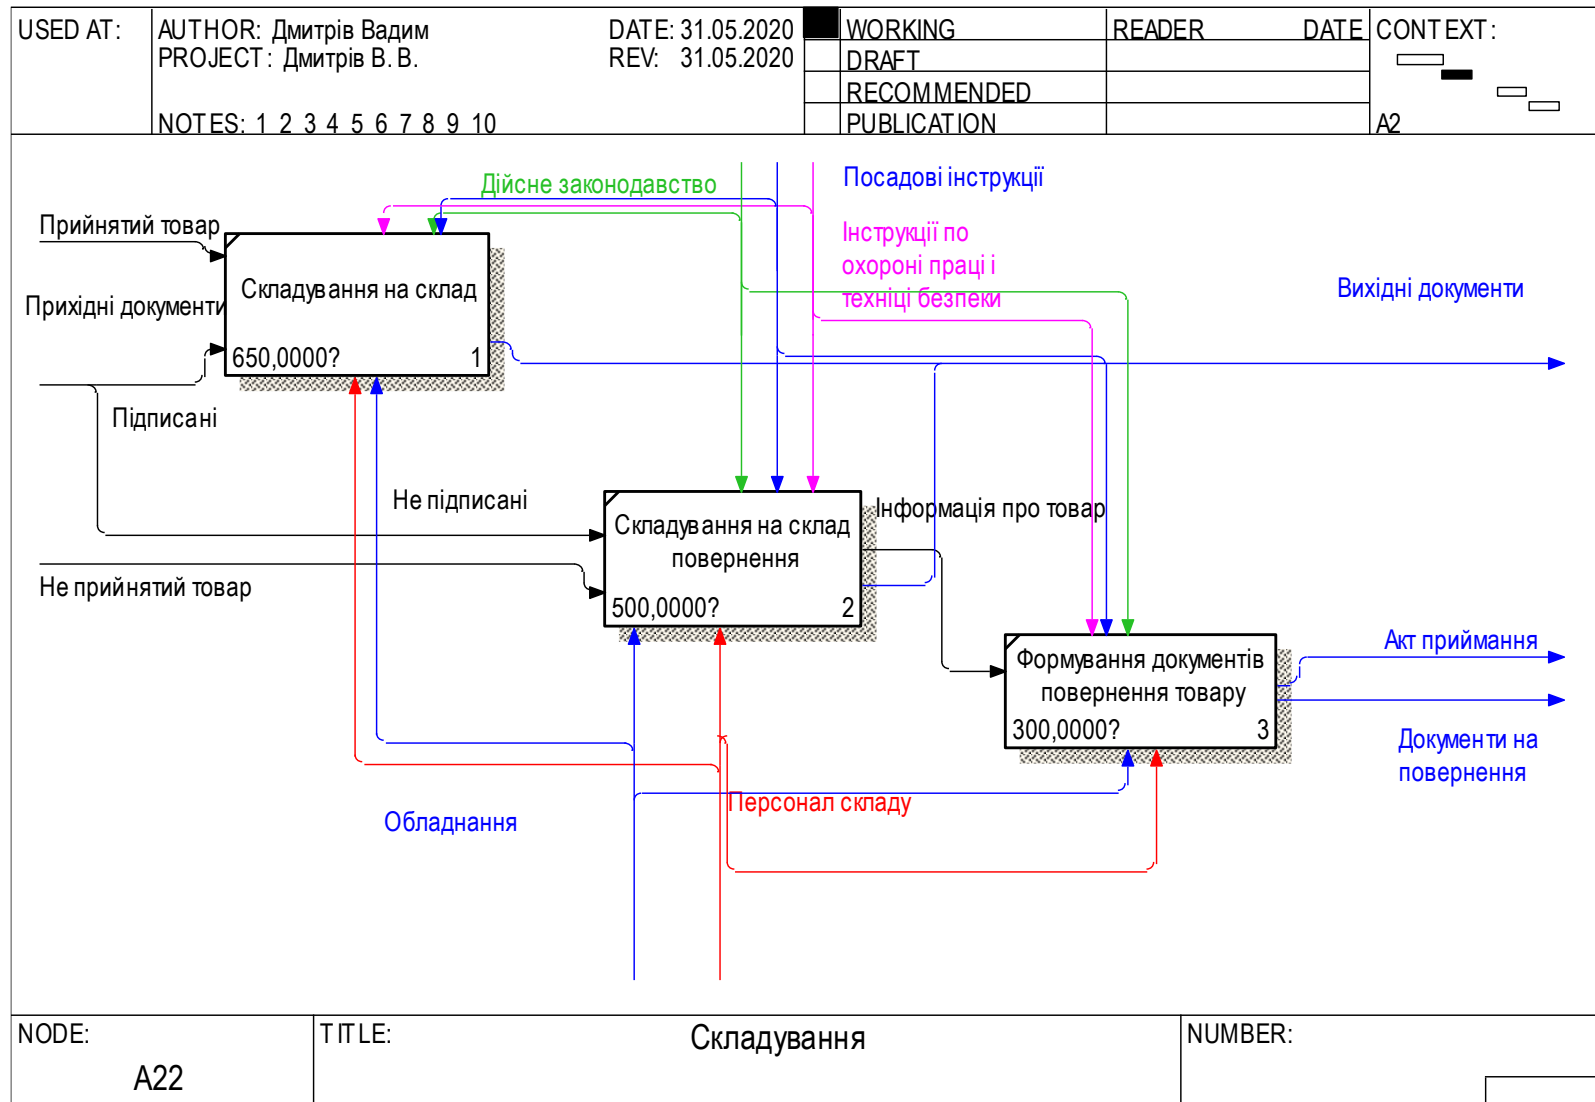 USED AT:
AUTHOR: Дмитрів Вадим
DATE: 31.05.2020
WORKING
READER
DATE
CONTEXT:
PROJECT: Дмитрів В. В.
REV: 31.05.2020
DRAFT
RECOMMENDED
NOTES: 1 2 3 4 5 6 7 8 9 10
PUBLICATION
A2
Дійсне законодавство
Посадові інструкції
Прийнятий товар
Інструкції по
охороні праці і
техніці безпеки
Складування на склад
Вихідні документи
Прихідні документи
650,0000?
1
Підписані
Не підписані
Інформація про товар
Складування на склад
повернення
Не прийнятий товар
500,0000?
2
Акт приймання
Формування документів
повернення товару
300,0000?
3
Документи на
повернення
Персонал складу
Обладнання
NODE:
TITLE:
Складування
NUMBER:
A22